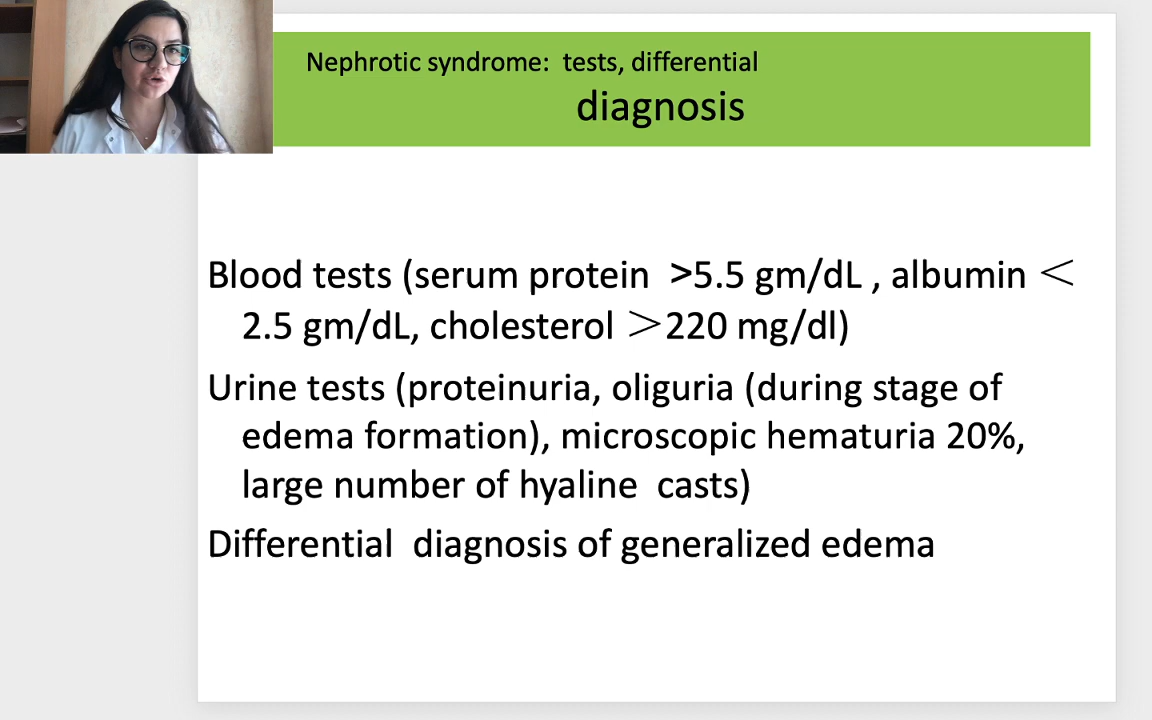 Nephrotic syndrome: tests, differential
diagnosis
Blood tests (serum protein >5.5 gm/dL , albumin ＜
2.5 gm/dL, cholesterol ＞220 mg/dl)
Urine tests (proteinuria, oliguria (during stage of
edema formation), microscopic hematuria 20%,
large number of hyaline casts)
Differential diagnosis of generalized edema